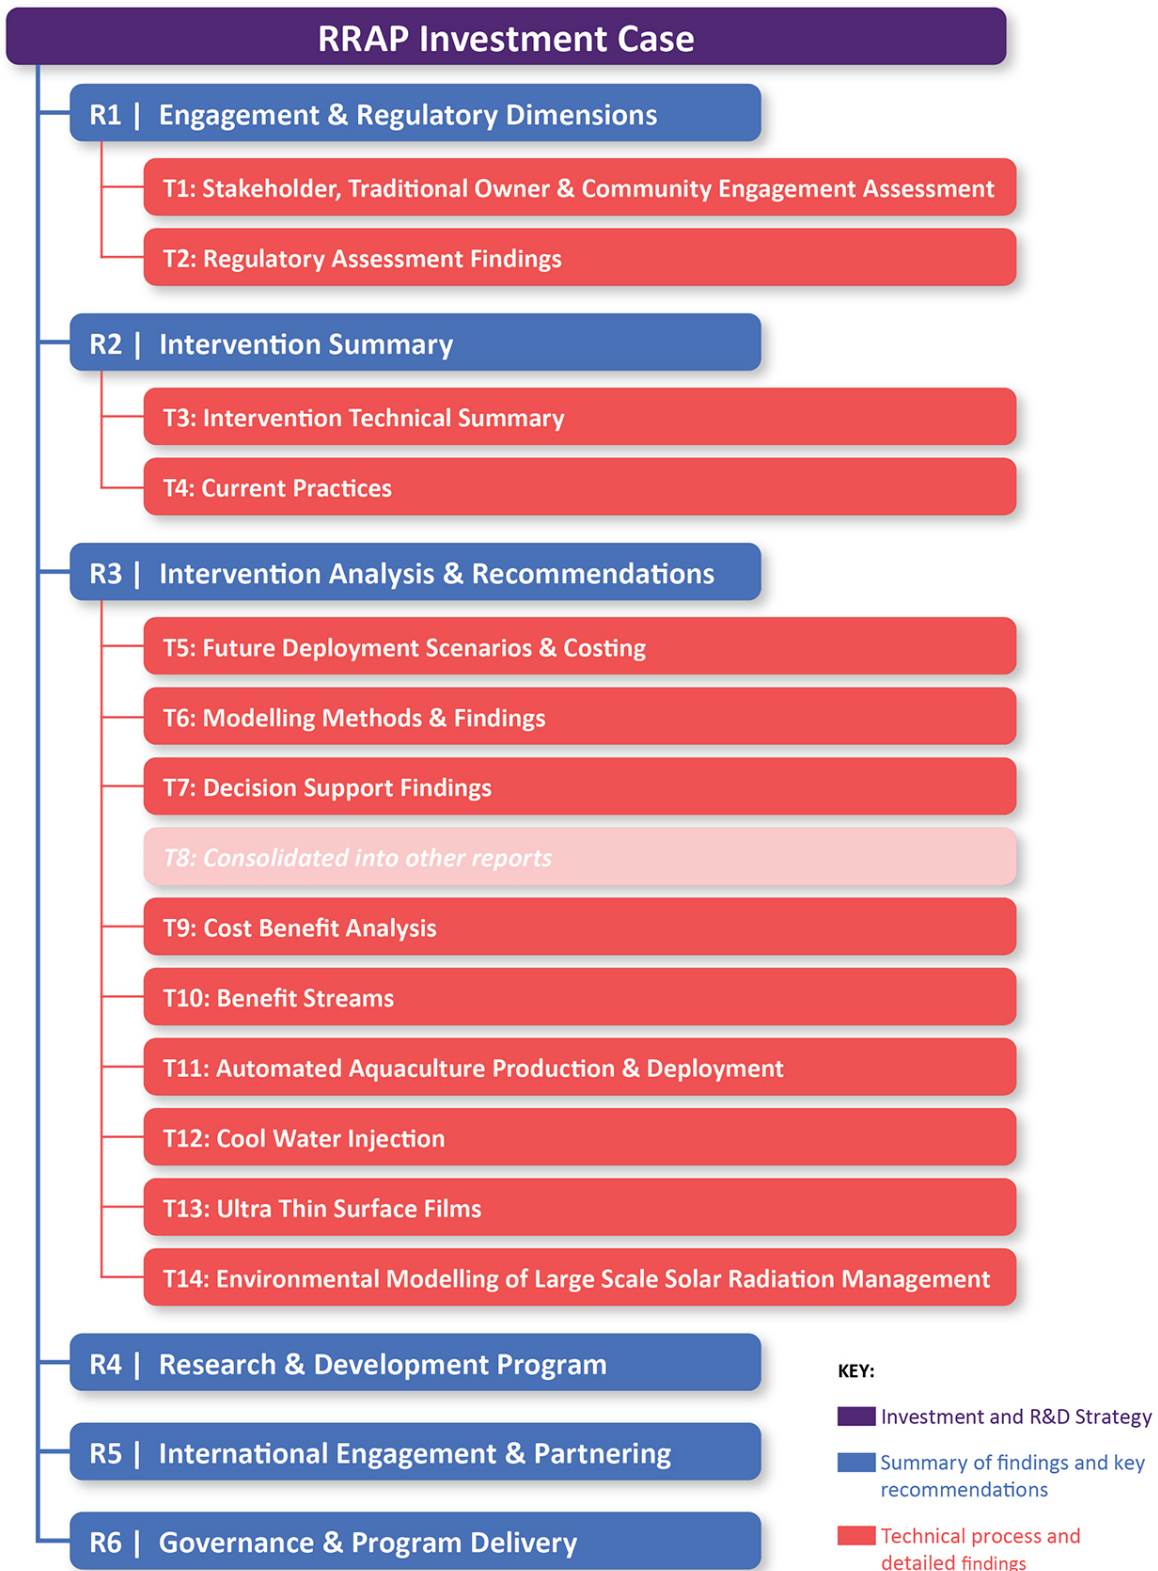 RRAP Investment Case
R1 | Engagement & Regulatory Dimensions
T1: Stakeholder, Traditional Owner & Community Engagement Assessment
T2: Regulatory Assessment Findings
R2 | Intervention Summary
T3: Intervention Technical Summary
T4: Current Practices
R3 | Intervention Analysis & Recommendations
T5: Future Deployment Scenarios & Costing
T6: Modelling Methods & Findings
T7: Decision Support Findings
T8: Consolidated into other reports
T9: Cost Benefit Analysis
T10: Benefit Streams
T11: Automated Aquaculture Production & Deployment
T12: Cool Water Injection
T13: Ultra Thin Surface Films
T14: Environmental Modelling of Large Scale Solar Radiation Management
R4 | Research & Development Program
R5 | International Engagement & Partnering
R6 | Governance & Program Delivery
KEY:
Investment and R&D Strategy
Summary of findings and key
recommendations
Technical process and
detailed findings